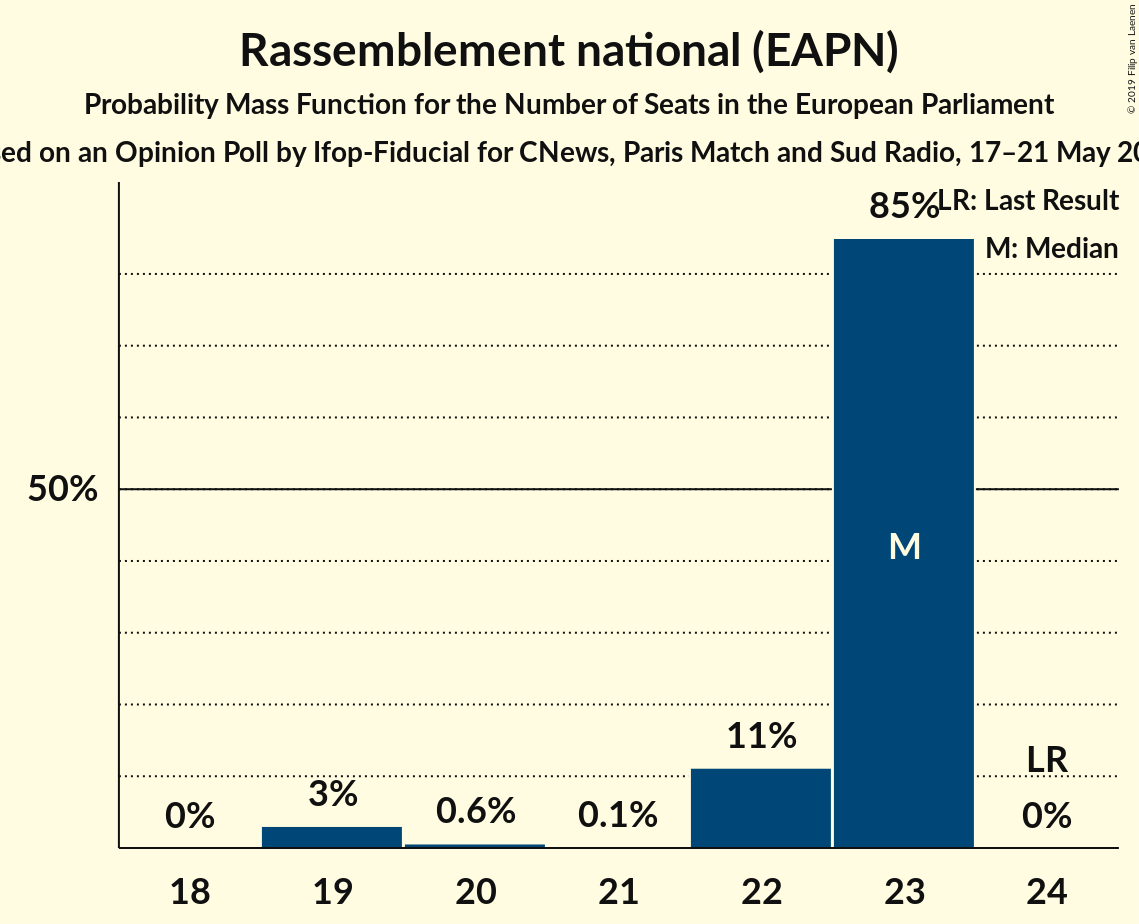 Rassemblement national (EAPN)
Probability Mass Function for the Number of Seats in the European Parliament
on an Opinion Poll by Ifop-Fiducial for CNews, Paris Match and Sud Radio, 17–21 May
© 2019 Filip van Laenen
85%
LR: Last Result
M: Median
50%
M
11%
LR
3%
0%
0.6%
0.1%
0%
18 19 20 21 22 23 24